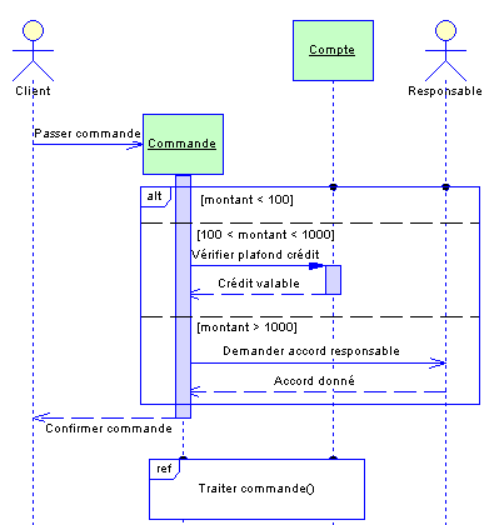 Compte
Client
Responsable
Passer commande
Commande
alt
[montant < 100]
[100 < montant < 1000]
Vérifier plafond crédit
Crédit valable
[montant > 1000]
Demander accord responsable
Accord donné
Confirmer commande
ref
Traiter commande()